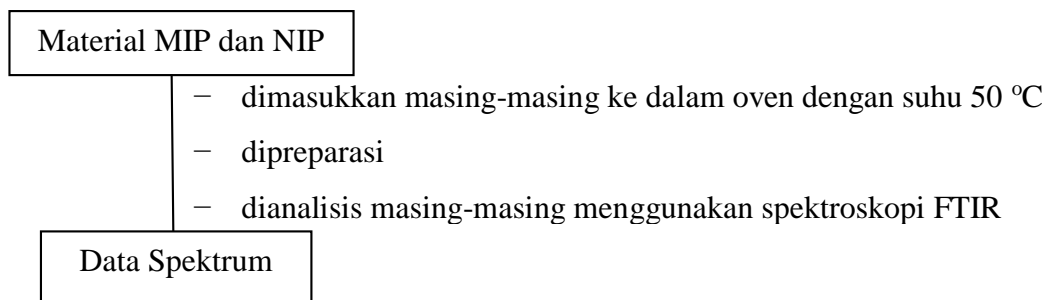 Material MIP dan NIP
− dimasukkan masing-masing ke dalam oven dengan suhu 50 ºC
− dipreparasi
− dianalisis masing-masing menggunakan spektroskopi FTIR
Data Spektrum